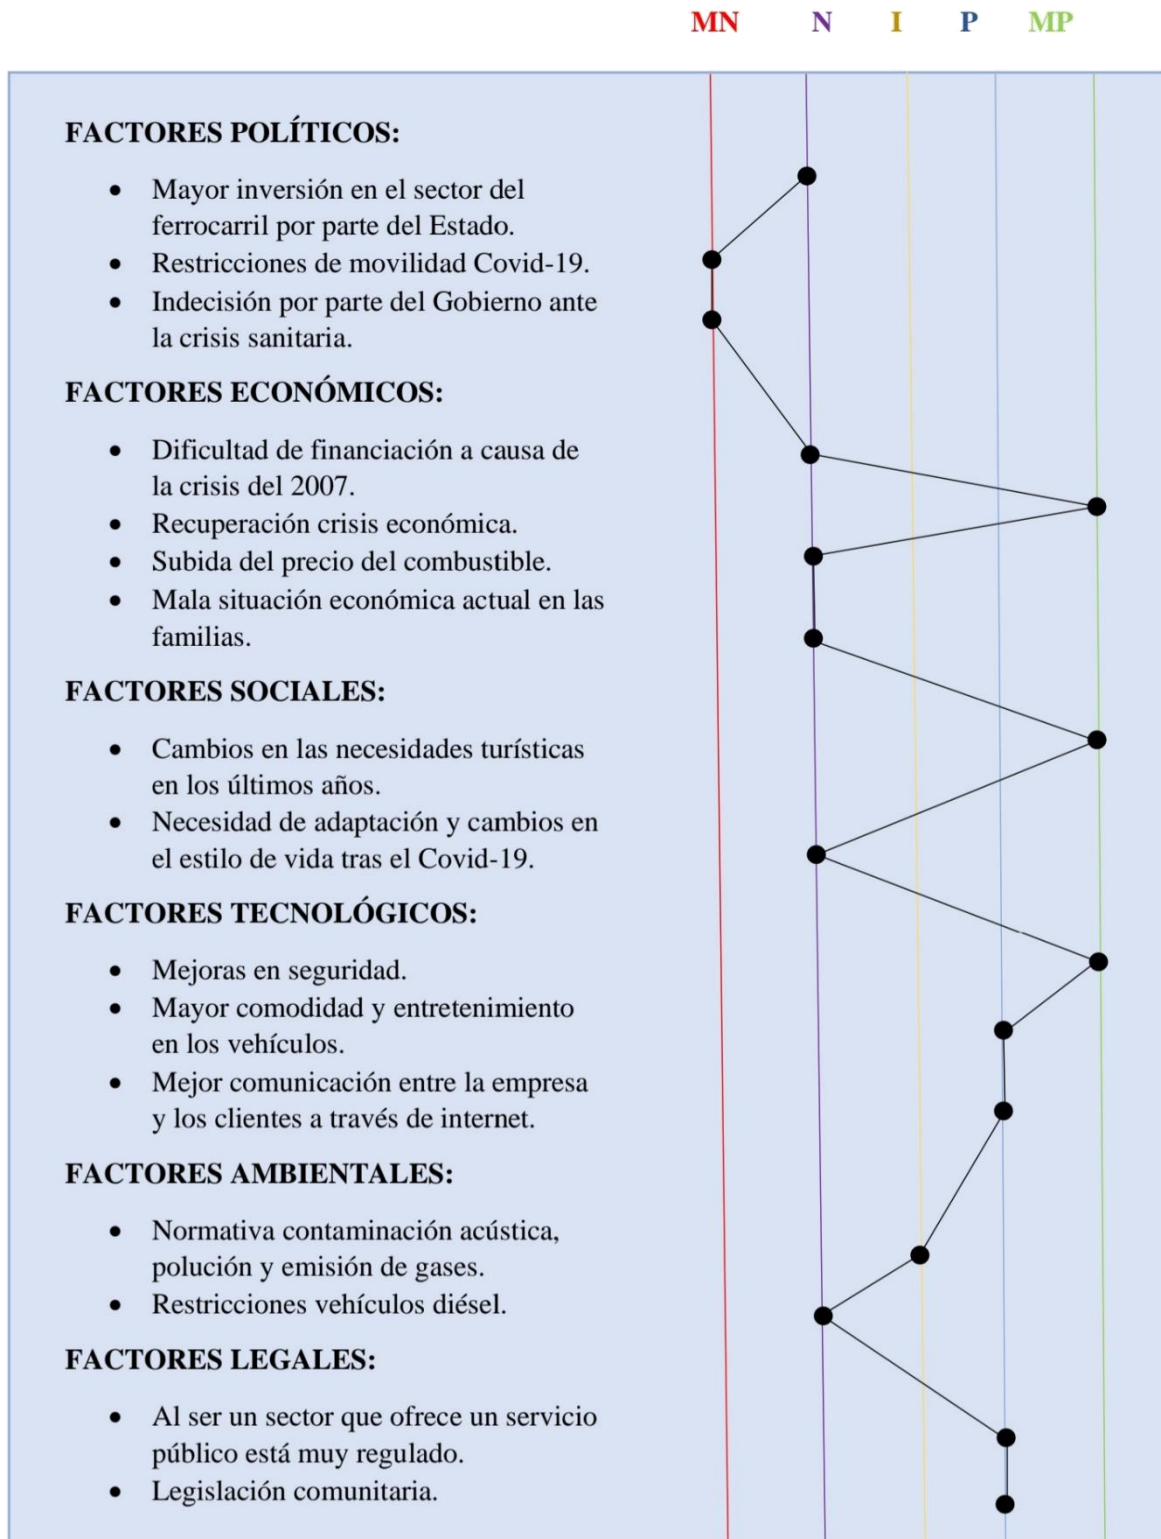 MN N I P MP
FACTORES POLÍTICOS:
• Mayor inversión en el sector del
ferrocarril por parte del Estado.
• Restricciones de movilidad Covid-19.
• Indecisión por parte del Gobierno ante
la crisis sanitaria.
FACTORES ECONÓMICOS:
• Dificultad de financiación a causa de
la crisis del 2007.
• Recuperación crisis económica.
• Subida del precio del combustible.
• Mala situación económica actual en las
familias.
FACTORES SOCIALES:
• Cambios en las necesidades turísticas
en los últimos años.
• Necesidad de adaptación y cambios en
el estilo de vida tras el Covid-19.
FACTORES TECNOLÓGICOS:
• Mejoras en seguridad.
• Mayor comodidad y entretenimiento
en los vehículos.
• Mejor comunicación entre la empresa
y los clientes a través de internet.
FACTORES AMBIENTALES:
• Normativa contaminación acústica,
polución y emisión de gases.
• Restricciones vehículos diésel.
FACTORES LEGALES:
• Al ser un sector que ofrece un servicio
público está muy regulado.
• Legislación comunitaria.